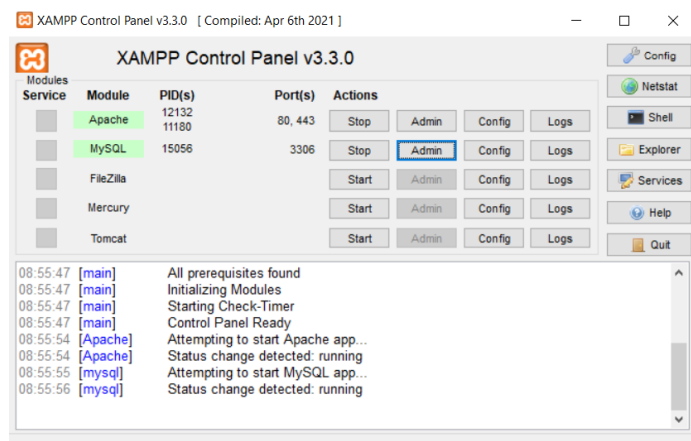 XAMPP Control Panel v3.3.0 [ Compiled: Apr 6th 2021 ]
XAMPP Control Panel v3.3.0
Config
Modules
Service Module PID(s) Port(s) Actions
Netstat
Apache 12132 11180 80, 443 Stop Admin Config Logs
Shell
MySQL 15056 3306 Stop Admin Config Logs
Explorer
FileZilla Start Admin Config Logs
Services
Mercury Start Admin Config Logs
Help
Tomcat Start Admin Config Logs
Quit
08:55:47 [main] All prerequisites found
08:55:47 [main] Initializing Modules
08:55:47 [main] Starting Check-Timer
08:55:47 [main] Control Panel Ready
08:55:54 [Apache] Attempting to start Apache app...
08:55:54 [Apache] Status change detected: running
08:55:55 [mysql] Attempting to start MySQL app...
08:55:56 [mysql] Status change detected: running